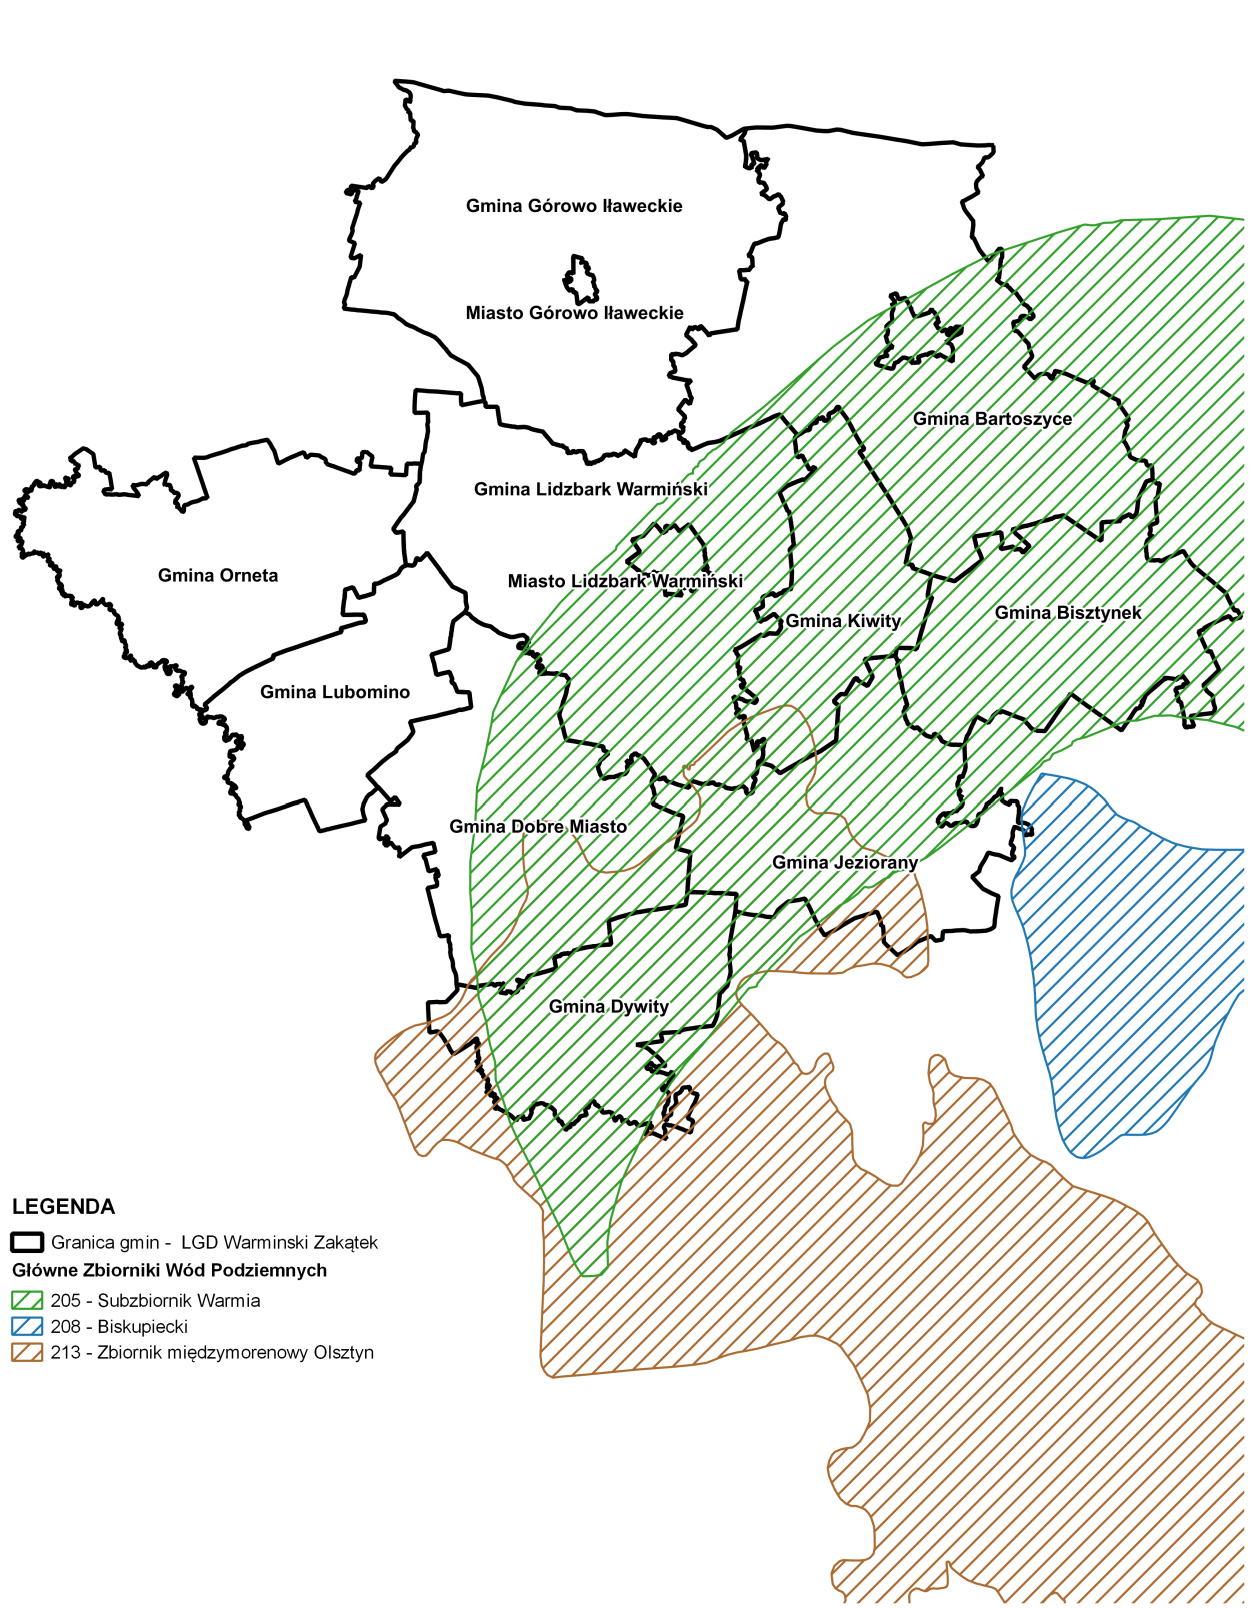 Gmina Górowo Iławeckie
Miasto Górowo Iławeckie
Gmina Bartoszyce
Gmina Lidzbark Warmiński
Gmina Orneta
Miasto Lidzbark Warmiński
Gmina Kiwity
Gmina Bisztynek
Gmina Lubomino
Gmina Dobre Miasto
Gmina Jeziorany
Gmina Dywity
LEGENDA
Granica gmin - LGD Warminski Zakątek
Główne Zbiorniki Wód Podziemnych
205 - Subzbiornik Warmia
208 - Biskupiecki
213 - Zbiornik międzymorenowy Olsztyn